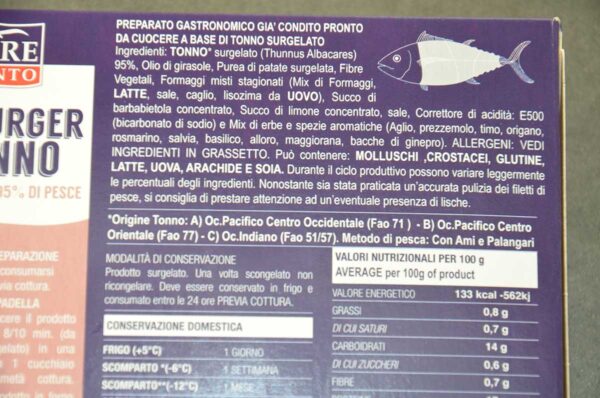 RE
NTO
URGER
NNO
95% DI PESCE
PREPARATO GASTRONOMICO GIA' CONDITO PRONTO
DA CUOCERE A BASE DI TONNO SURGELATO
Ingredienti: TONNO* surgelato (Thunnus Albacares)
95%, Olio di girasole, Purea di patate surgelata, Fibre
Vegetali, Formaggi misti stagionati (Mix di Formaggi,
LATTE, sale, caglio, lisozima da UOVO), Succo di
barbabietola concentrato, Succo di limone concentrato, sale, Correttore di acidità: E500
(bicarbonato di sodio) e Mix di erbe e spezie aromatiche (Aglio, prezzemolo, timo, origano,
rosmarino, salvia, basilico, alloro, maggiorana, bacche di ginepro). ALLERGENI: VEDI
INGREDIENTI IN GRASSETTO. Può contenere: MOLLUSCHI ,CROSTACEI, GLUTINE,
LATTE, UOVA, ARACHIDE E SOIA. Durante il ciclo produttivo possono variare leggermente
le percentuali degli ingredienti. Nonostante sia stata praticata un'accurata pulizia dei filetti di
pesce, si consiglia di prestare attenzione ad un'eventuale presenza di lische.
*Origine Tonno: A) Oc.Pacifico Centro Occidentale (Fao 71 ) - B) Oc.Pacifico Centro
Orientale (Fao 77) - C) Oc.Indiano (Fao 51/57). Metodo di pesca: Con Ami e Palangari
MODALITÀ DI CONSERVAZIONE
Prodotto surgelato. Una volta scongelato non
ricongelare. Deve essere conservato in frigo e
consumato entro le 24 ore PREVIA COTTURA.
CONSERVAZIONE DOMESTICA
FRIGO (+5°C) 1 GIORNO
SCOMPARTO *(-6°C) 1 SETTIMANA
SCOMPARTO**(-12°C) 1 MESE
VALORI NUTRIZIONALI PER 100 g
AVERAGE per 100g of product
VALORE ENERGETICO 133 kcal -562kj
GRASSI 0,8 g
DI CUI SATURI 0,7 g
CARBOIDRATI 14 g
DI CUI ZUCCHERI 0,6 g
FIBRE 0,7 g
EPARAZIONE
consumarsi
via cottura.
PADELLA
cere il prodotto
8/10 min. (da
gelato) in una
1 cucchiaio
metà cottura.